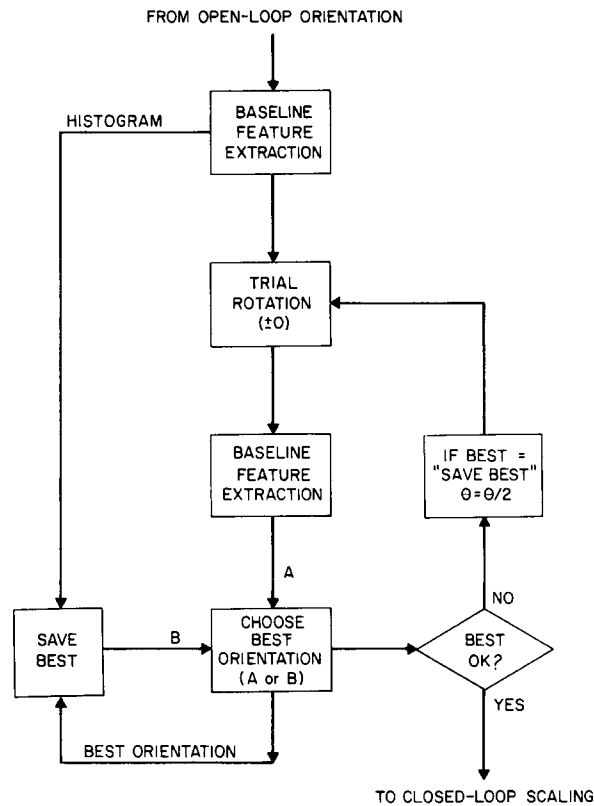 FROM OPEN-LOOP ORIENTATION
BASELINE
FEATURE
EXTRACTION
HISTOGRAM
TRIAL
ROTATION
(±O)
BASELINE
FEATURE
EXTRACTION
IF BEST =
"SAVE BEST"
Θ=Θ/2
A
NO
SAVE
BEST
B
CHOOSE
BEST
ORIENTATION
(A or B)
BEST
OK?
YES
BEST ORIENTATION
TO CLOSED-LOOP SCALING